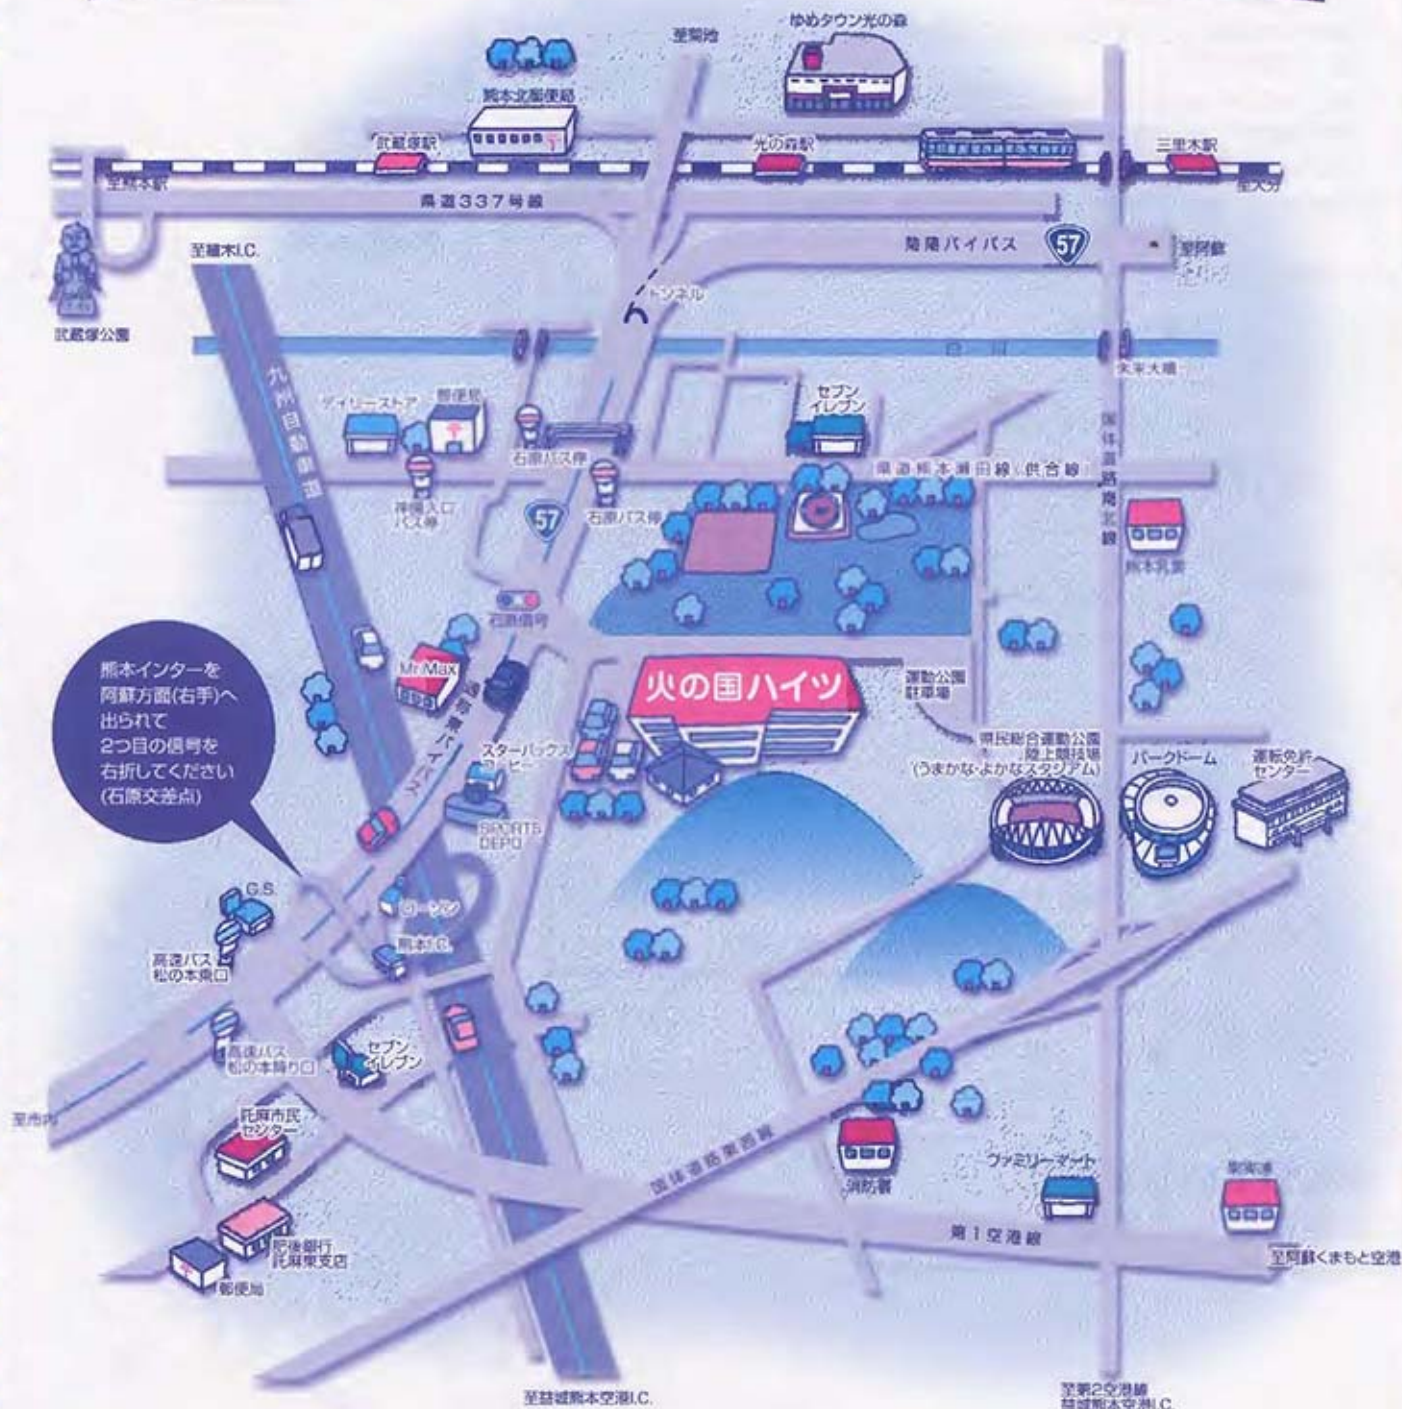 ゆめタウン光の森
至菊池
熊本北郵便局
武蔵塚駅
光の森駅
三里木駅
至熊本駅
至大分
県道337号線
至植木I.C.
菊陽バイパス
57
至阿蘇
トンネル
武蔵塚公園
白川
九州自動車道
デイリーストア
郵便局
セブン
イレブン
石原バス停
県道熊本瀬田線(供合線)
国体道路南北線
バス停
57
石原バス停
熊本乳業
石原信号
熊本インターを
阿蘇方面(右手)へ
出られて
2つ目の信号を
右折してください
(石原交差点)
Mr.Max
火の国ハイツ
運動公園
駐車場
東バイパス
スターバックス
コーヒー
県民総合運動公園
陸上競技場
(うまかな・よかなスタジアム)
パークドーム
運転免許
センター
SPORTS
DEPO
G.S.
ローソン
熊本I.C.
高速バス
松の本乗口
高速バス
松の本降り口
セブン
イレブン
至市内
託麻市民
センター
国体道路東西線
消防署
ファミリーマート
肥後銀行
託麻東支店
郵便局
第1空港線
至阿蘇くまもと空港
至益城熊本空港I.C.
至第2空港線
益城熊本空港I.C.